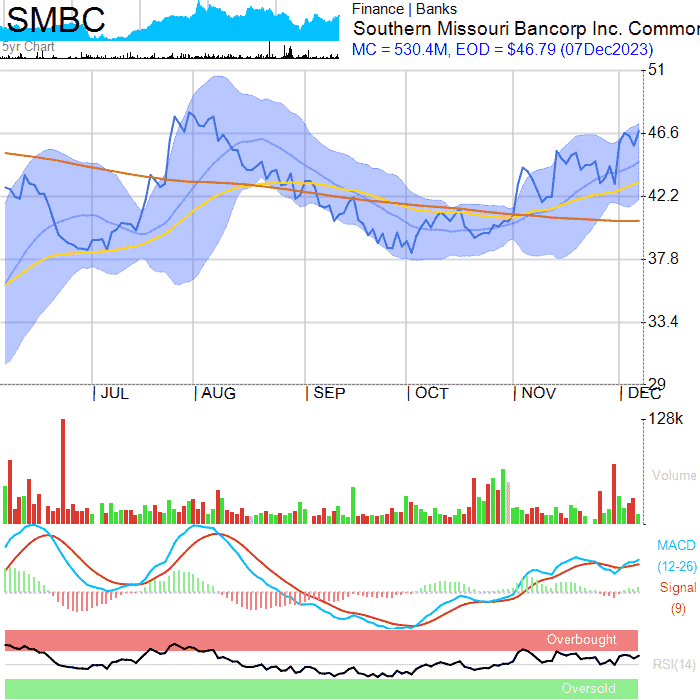 SMBC
5yr Chart
Finance | Banks
Southern Missouri Bancorp Inc. Common
MC = 530.4M, EOD = $46.79 (07Dec2023)
51
46.6
42.2
37.8
33.4
29
JUL
AUG
SEP
OCT
NOV
DEC
128k
Volume
MACD
(12-26)
Signal
(9)
Overbought
RSI(14)
Oversold